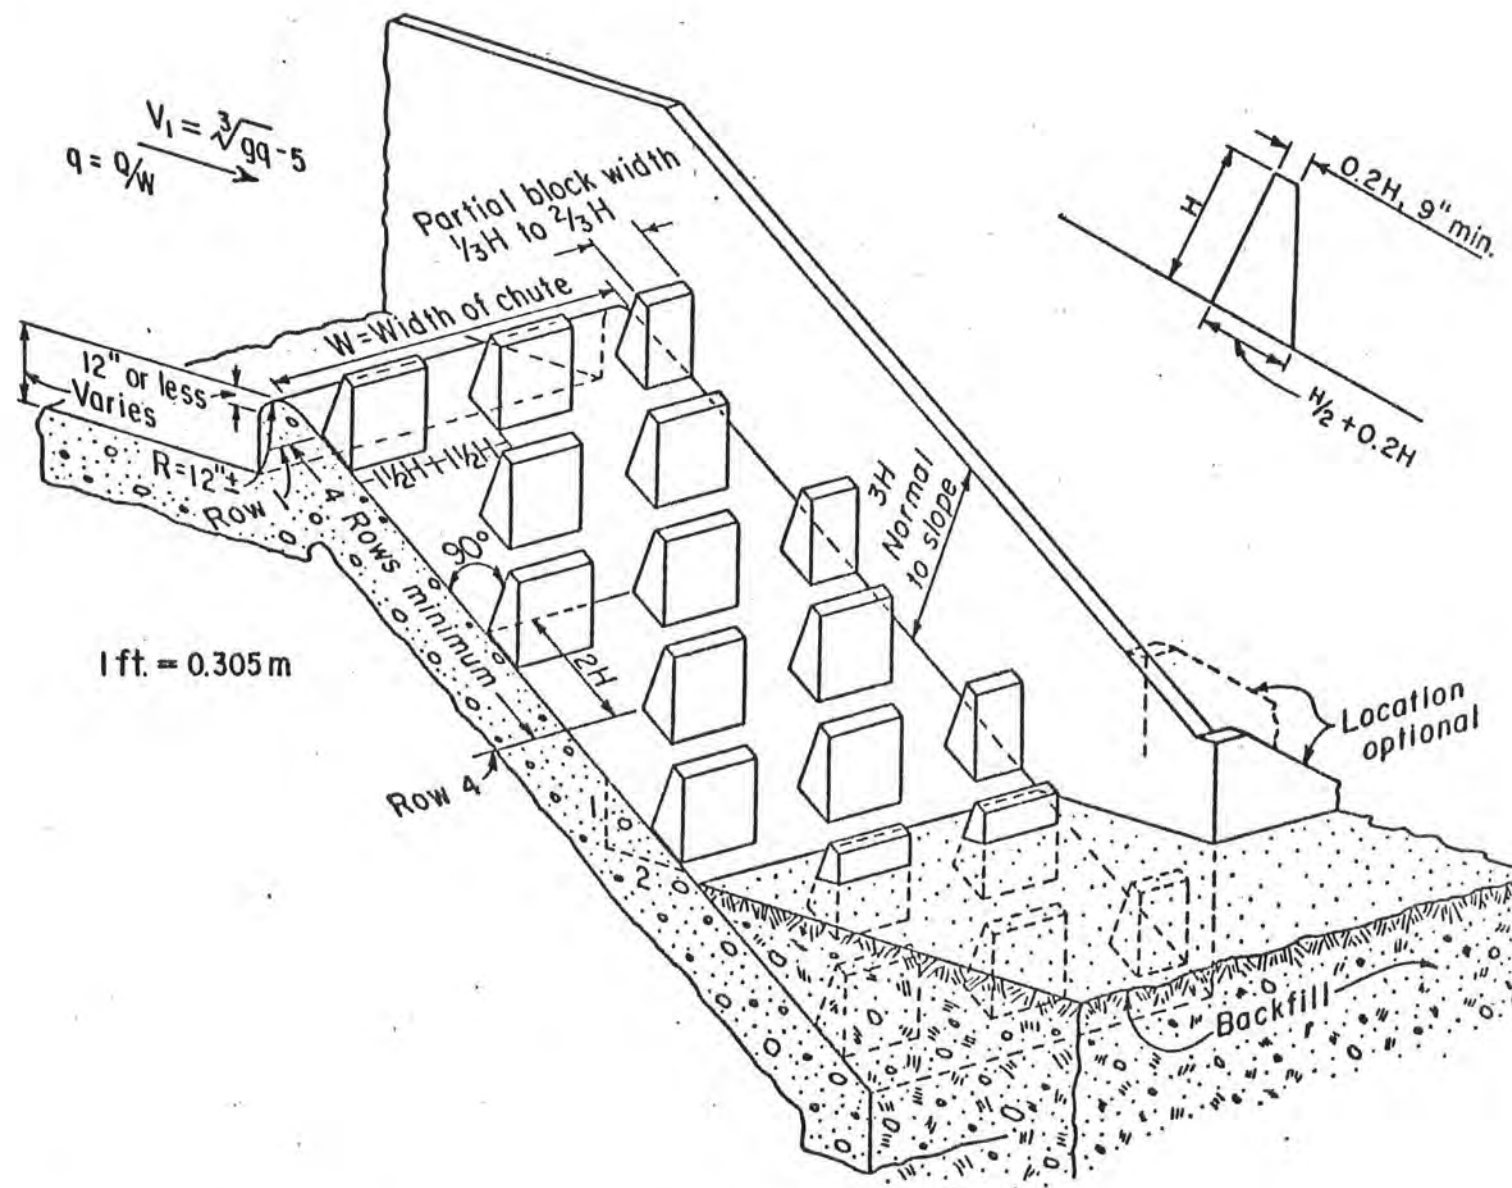 V₁ = ∛gq - 5
q = Q/W
Partial block width
⅓H to ⅔H
0.2H, 9" min.
H
H/2 + 0.2H
W = Width of chute
12" or less
Varies
R = 12"±
1½H + 1½H
Row
4 Rows minimum
90°
2H
3H
Normal
to slope
1 ft. = 0.305 m
Location
optional
Row 4
1
2
Backfill